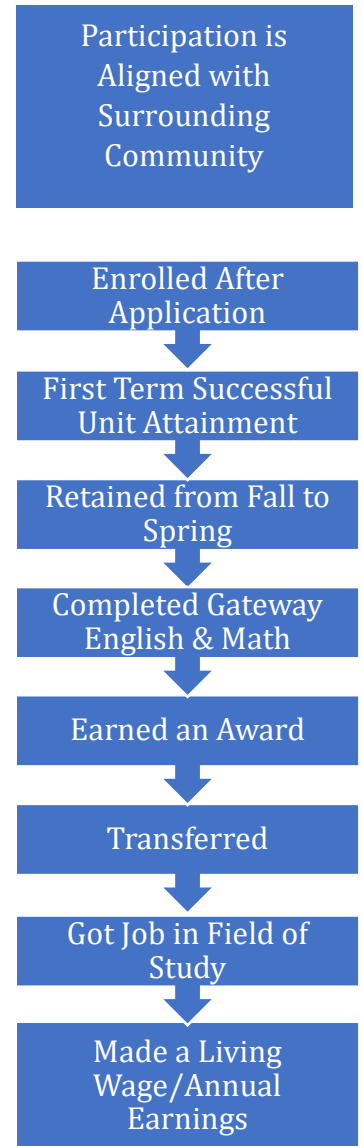 Participation is
Aligned with
Surrounding
Community
Enrolled After
Application
First Term Successful
Unit Attainment
Retained from Fall to
Spring
Completed Gateway
English & Math
Earned an Award
Transferred
Got Job in Field of
Study
Made a Living
Wage/Annual
Earnings